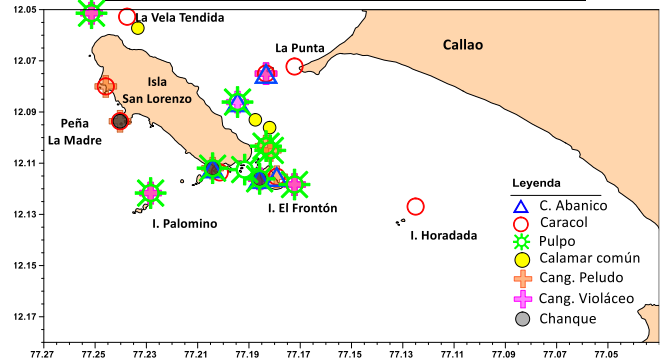 12.05
La Vela Tendida
La Punta
Callao
12.07
Isla
San Lorenzo
12.09
Peña
La Madre
12.11
Leyenda
C. Abanico
12.13
I. Palomino
I. El Frontón
I. Horadada
Caracol
Pulpo
Calamar común
12.15
Cang. Peludo
Cang. Violáceo
12.17
Chanque
77.27
77.25
77.23
77.21
77.19
77.17
77.15
77.13
77.11
77.09
77.07
77.05